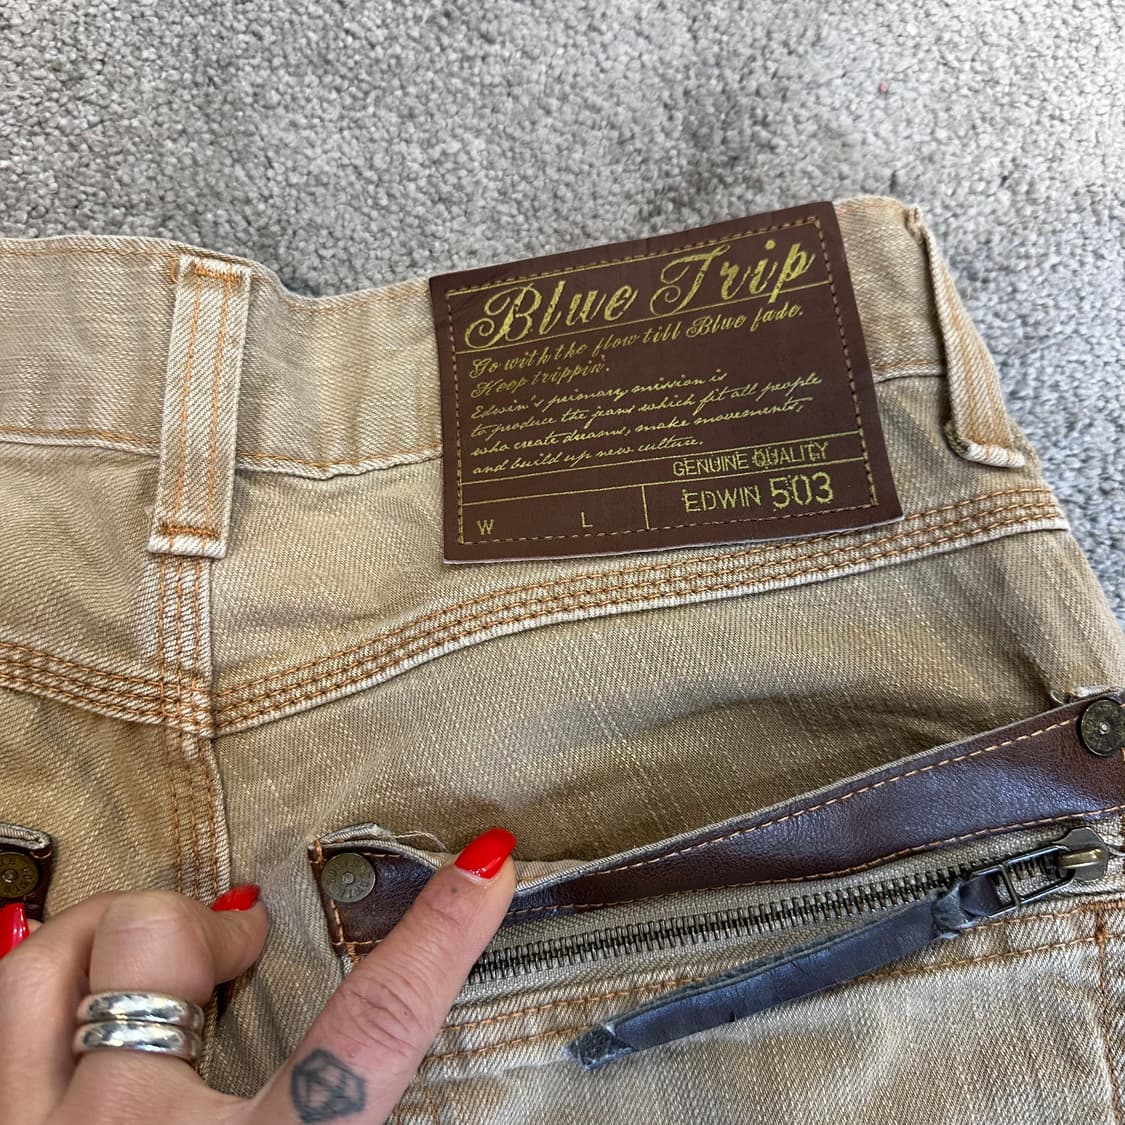 Blue Trip
Go with the flow till Blue fade.
Keep trippin'.
Edwin's primary mission is
to produce the jeans which fit all people
who create dreams, make movements,
and build up new culture.
GENUINE QUALITY
W L EDWIN 503